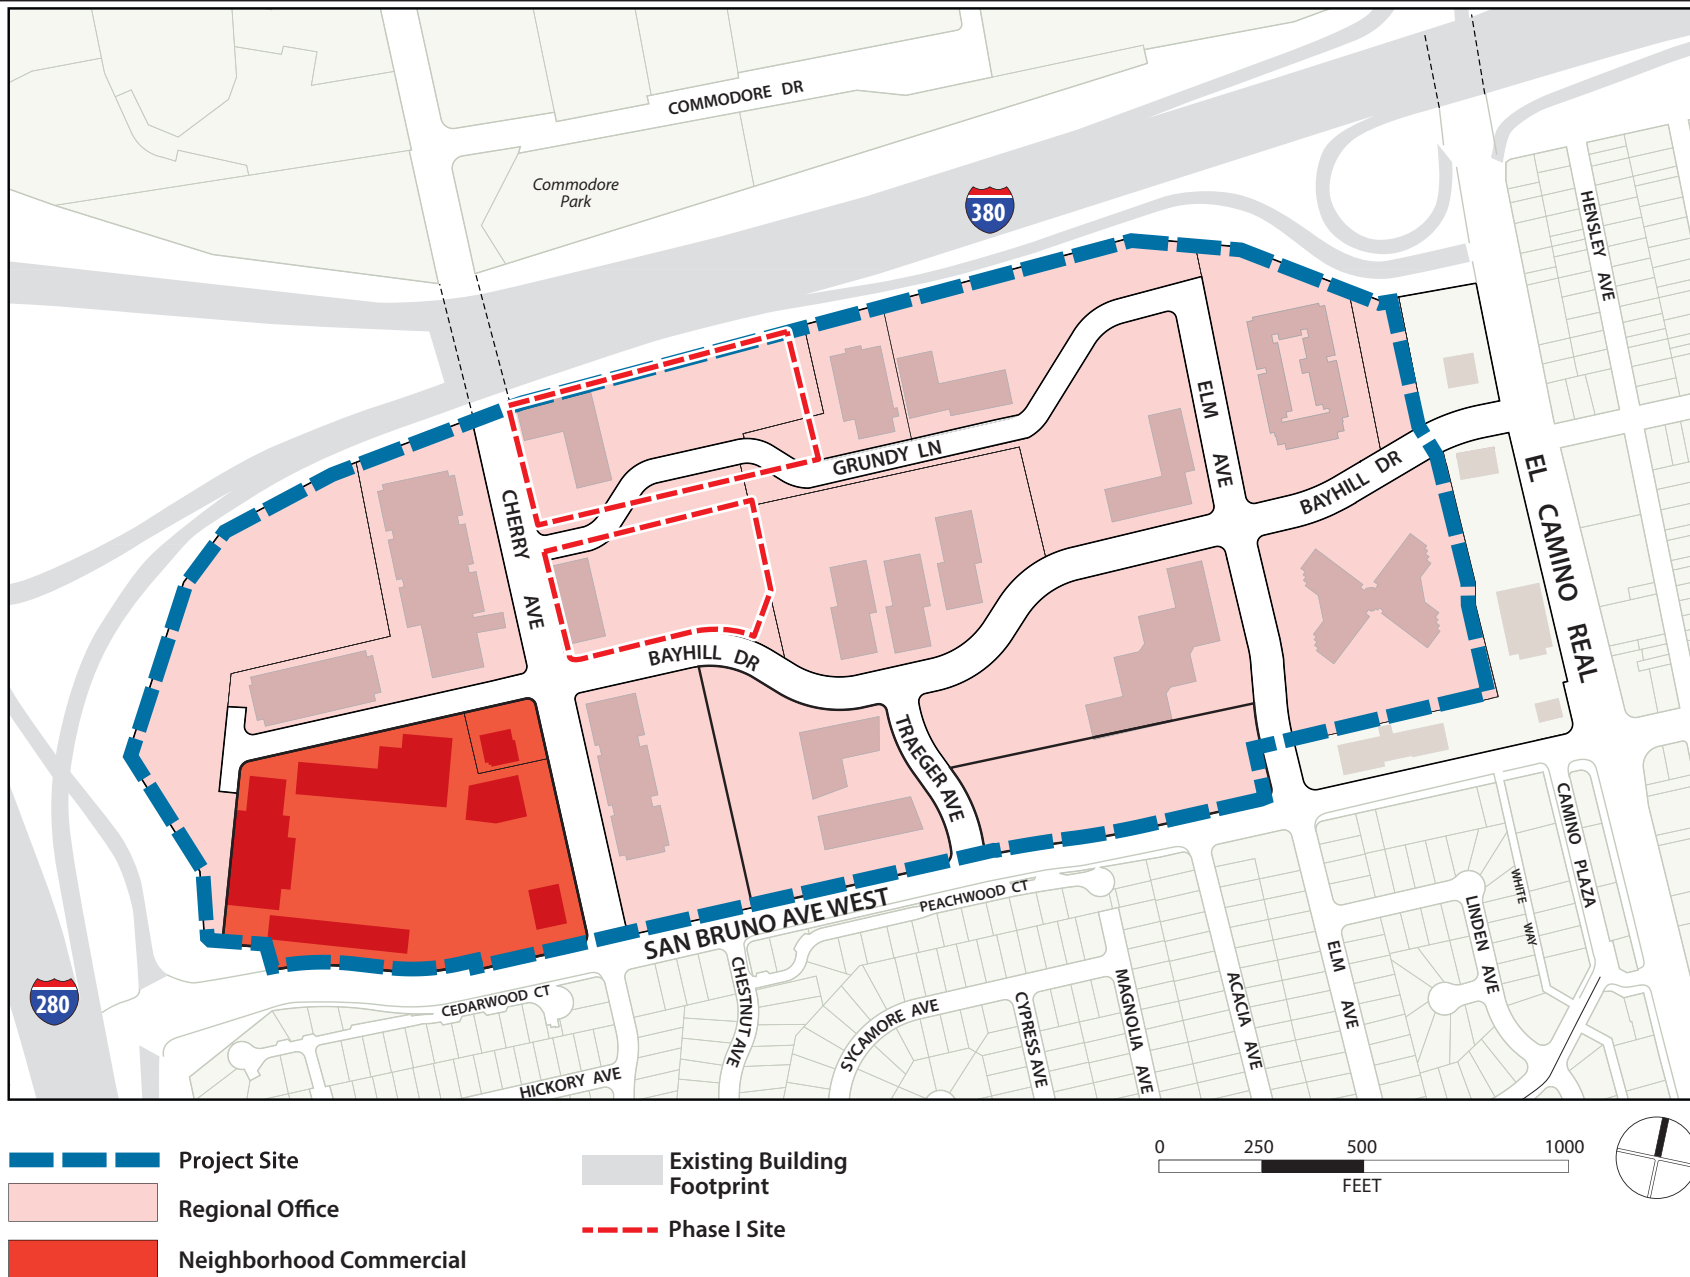 COMMODORE DR
Commodore
Park
380
HENSLEY AVE
ELM AVE
GRUNDY LN
CHERRY AVE
BAYHILL DR
EL CAMINO REAL
BAYHILL DR
TRAEGER AVE
SAN BRUNO AVE WEST
PEACHWOOD CT
CAMINO PLAZA
WHITE WAY
LINDEN AVE
ELM AVE
ACACIA AVE
MAGNOLIA AVE
CYPRESS AVE
SYCAMORE AVE
CHESTNUT AVE
CEDARWOOD CT
HICKORY AVE
280
Project Site
Regional Office
Neighborhood Commercial
Existing Building
Footprint
Phase I Site
0 250 500 1000
FEET